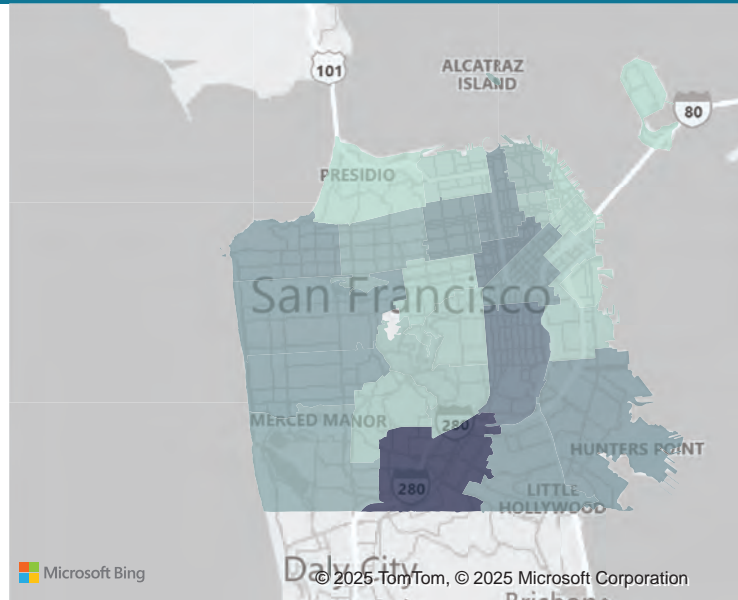 101
ALCATRAZ
ISLAND
80
PRESIDIO
San Francisco
MERCED MANOR
280
HUNTERS POINT
280
LITTLE
HOLLYWOOD
Daly City
Microsoft Bing
© 2025 TomTom, © 2025 Microsoft Corporation